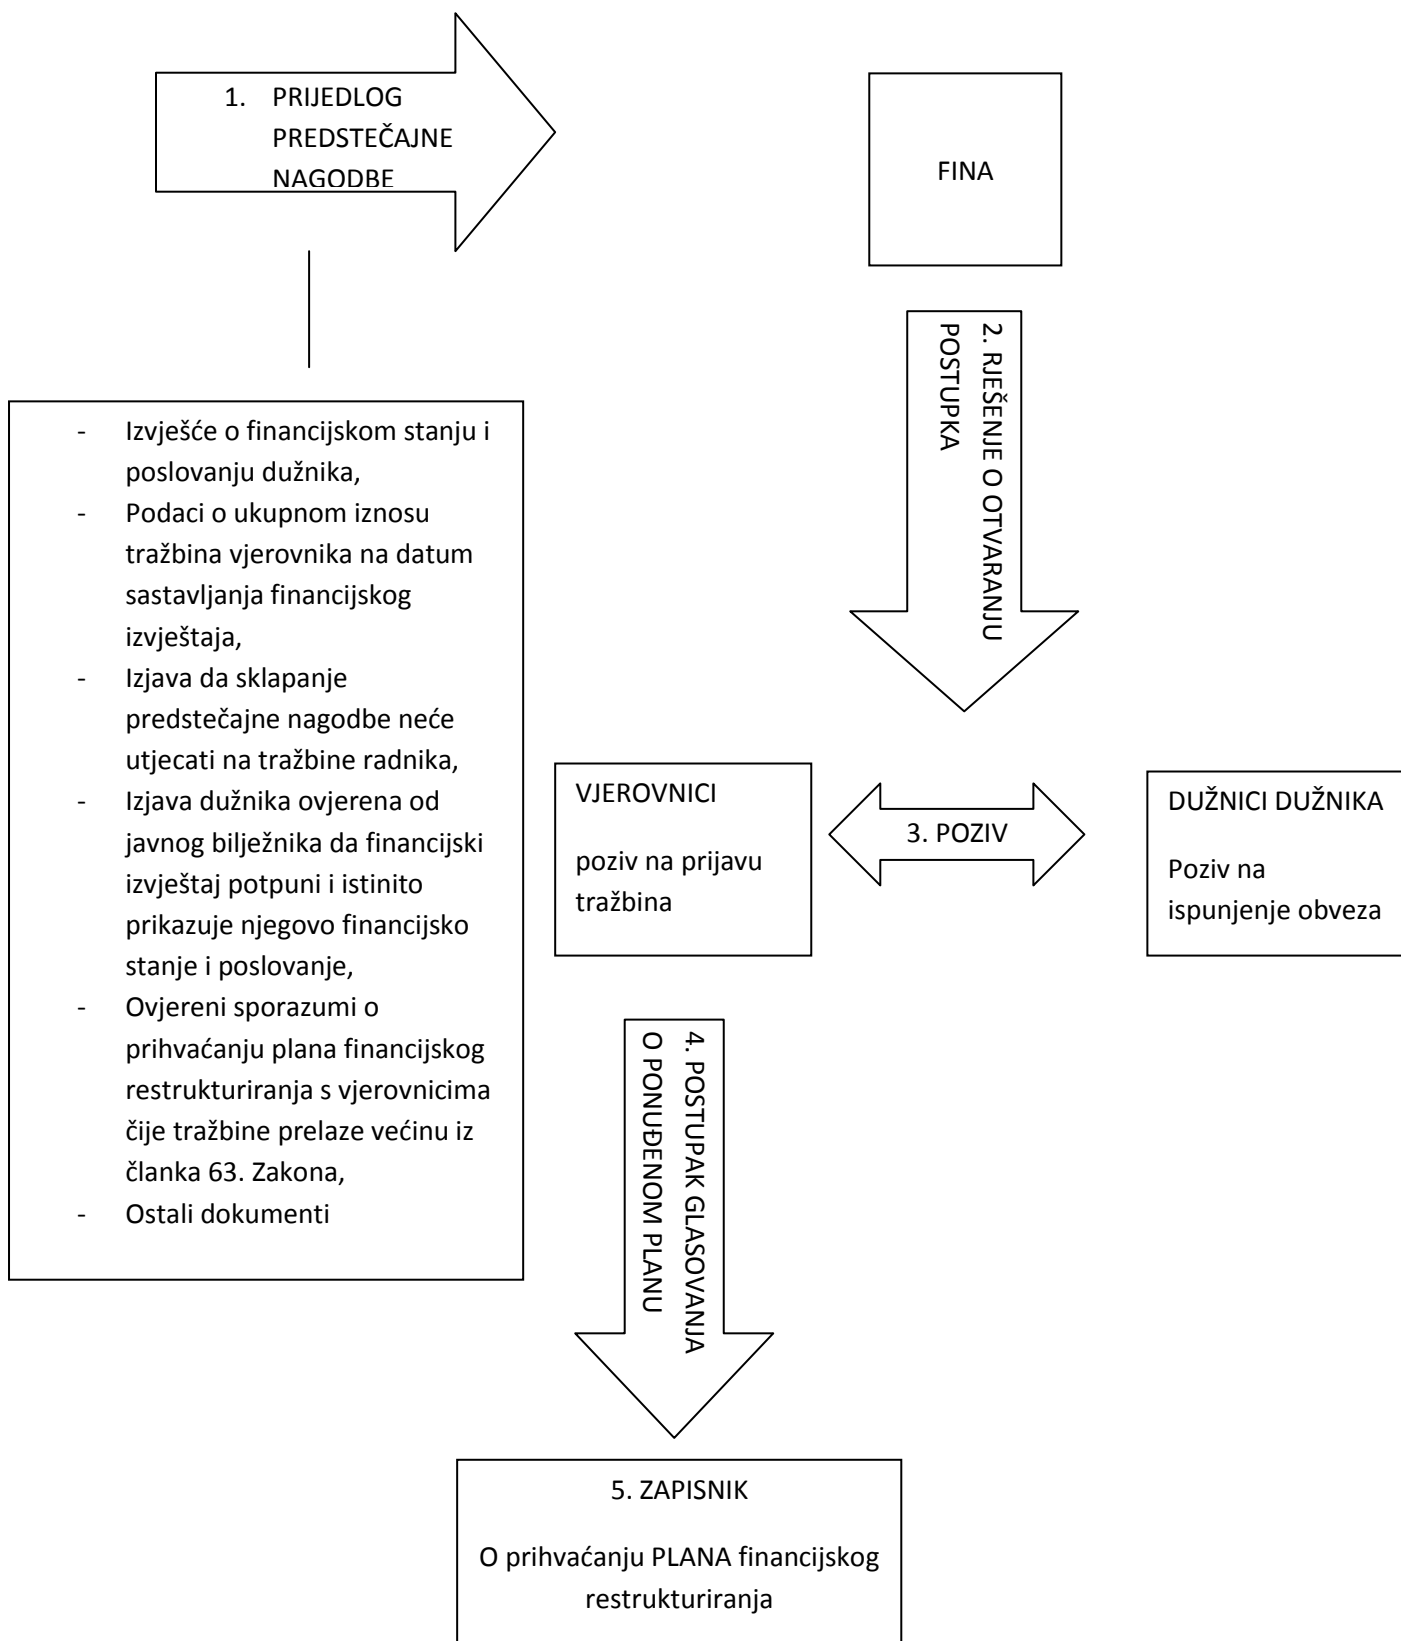 1. PRIJEDLOG
PREDSTEČAJNE
NAGODBE
FINA
2. RJEŠENJE O OTVARANJU
POSTUPKA
- Izvješće o financijskom stanju i
poslovanju dužnika,
- Podaci o ukupnom iznosu
tražbina vjerovnika na datum
sastavljanja financijskog
izvještaja,
- Izjava da sklapanje
predstečajne nagodbe neće
utjecati na tražbine radnika,
- Izjava dužnika ovjerena od
javnog bilježnika da financijski
izvještaj potpuni i istinito
prikazuje njegovo financijsko
stanje i poslovanje,
- Ovjereni sporazumi o
prihvaćanju plana financijskog
restrukturiranja s vjerovnicima
čije tražbine prelaze većinu iz
članka 63. Zakona,
- Ostali dokumenti
VJEROVNICI
poziv na prijavu
tražbina
3. POZIV
DUŽNICI DUŽNIKA
Poziv na
ispunjenje obveza
4. POSTUPAK GLASOVANJA
O PONUĐENOM PLANU
5. ZAPISNIK
O prihvaćanju PLANA financijskog
restrukturiranja